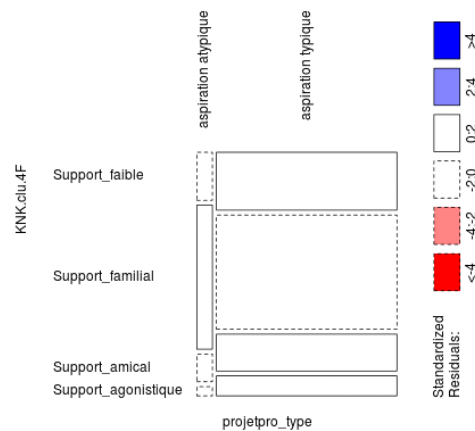 aspiration atypique
aspiration typique
KNK.clu.4F
Support_faible
Support_familial
Support_amical
Support_agonistique
projetpro_type
Standardized
Residuals:
<-4
-4:-2
-2:0
0:2
2:4
>4